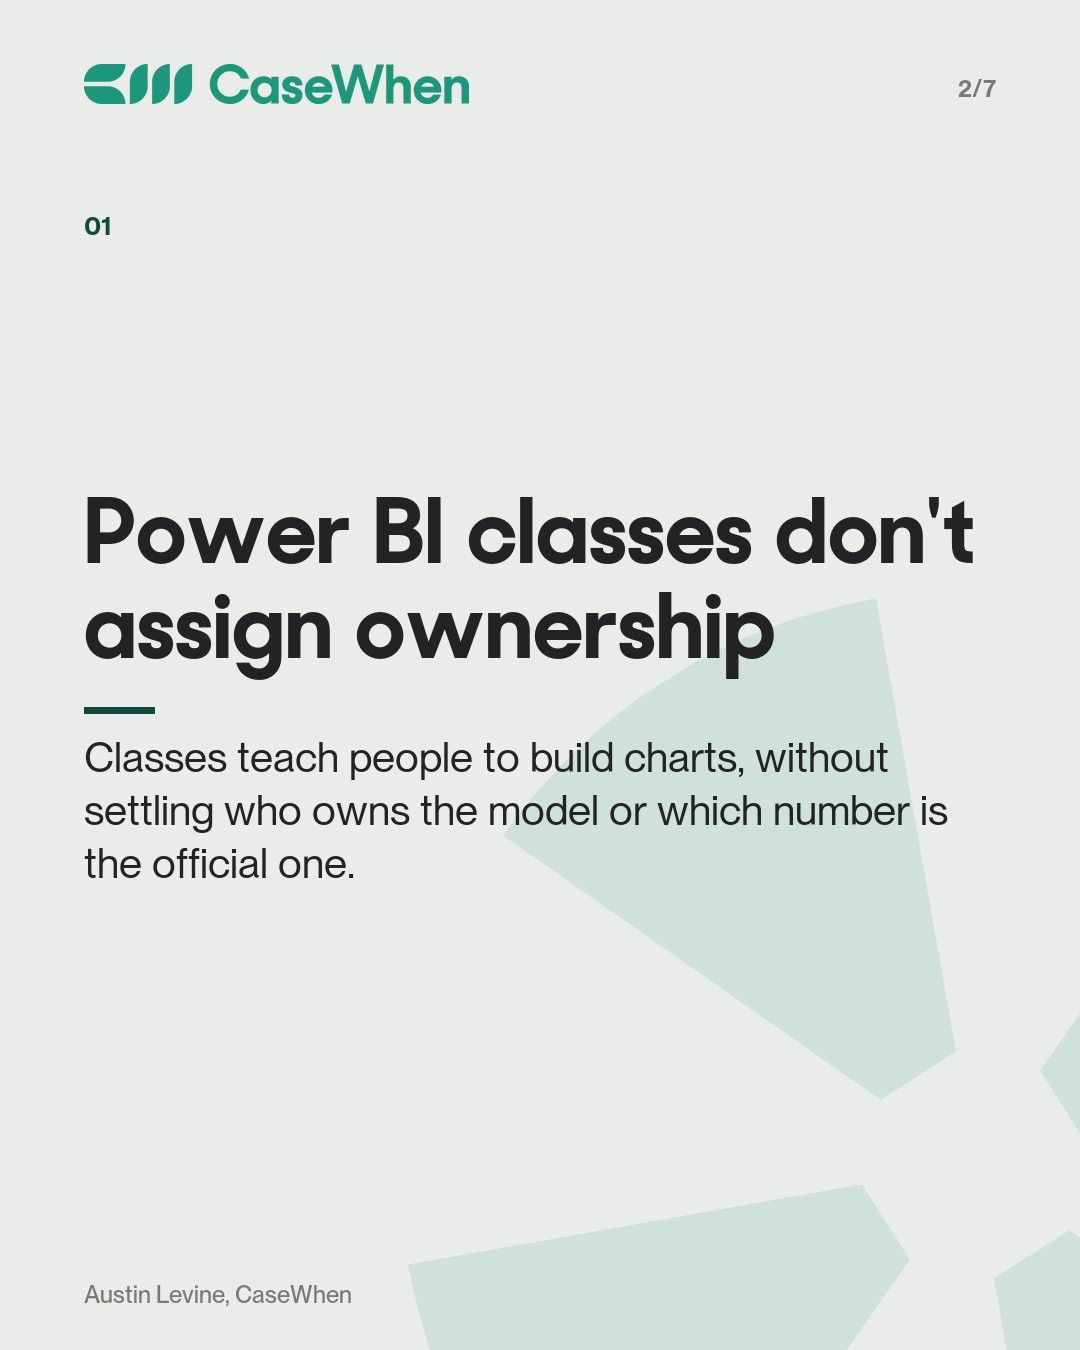 CaseWhen
2/7
01
Power BI classes don't
assign ownership
Classes teach people to build charts, without
settling who owns the model or which number is
the official one.
Austin Levine, CaseWhen